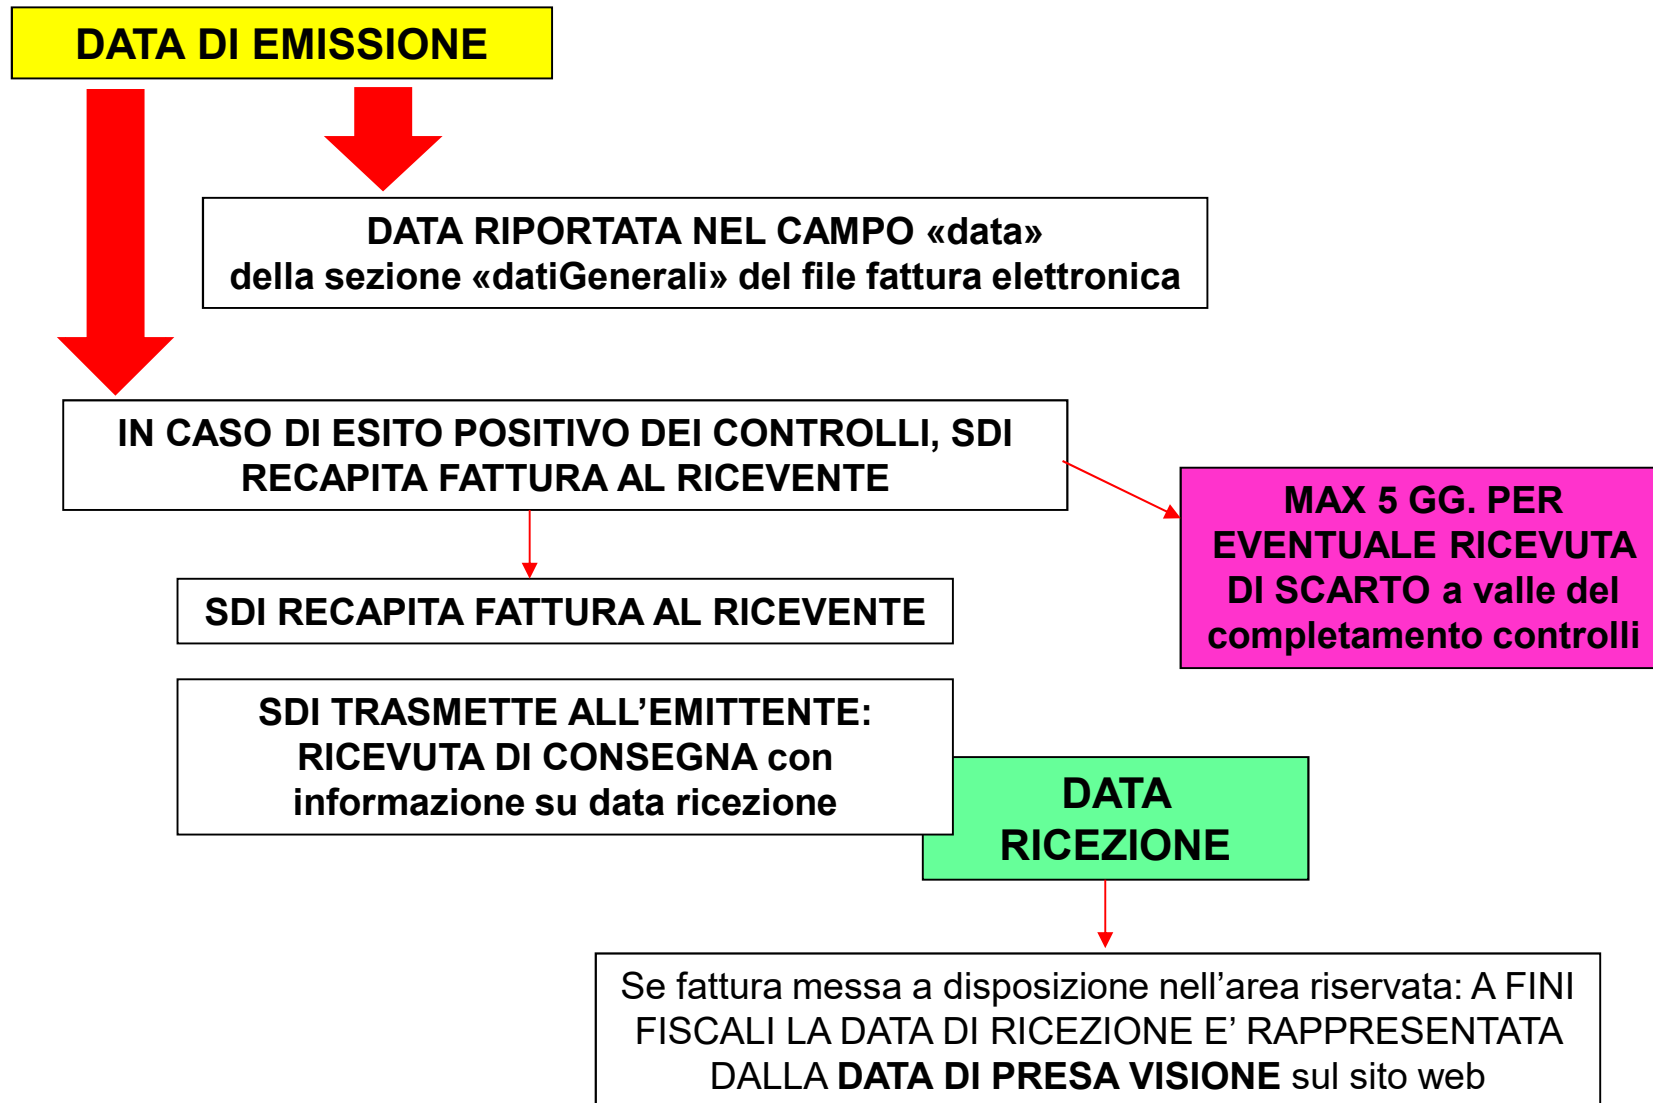 DATA DI EMISSIONE
DATA RIPORTATA NEL CAMPO «data»
della sezione «datiGenerali» del file fattura elettronica
IN CASO DI ESITO POSITIVO DEI CONTROLLI, SDI
RECAPITA FATTURA AL RICEVENTE
MAX 5 GG. PER
EVENTUALE RICEVUTA
DI SCARTO a valle del
completamento controlli
SDI RECAPITA FATTURA AL RICEVENTE
SDI TRASMETTE ALL’EMITTENTE:
RICEVUTA DI CONSEGNA con
informazione su data ricezione
DATA
RICEZIONE
Se fattura messa a disposizione nell’area riservata: A FINI
FISCALI LA DATA DI RICEZIONE E’ RAPPRESENTATA
DALLA DATA DI PRESA VISIONE sul sito web